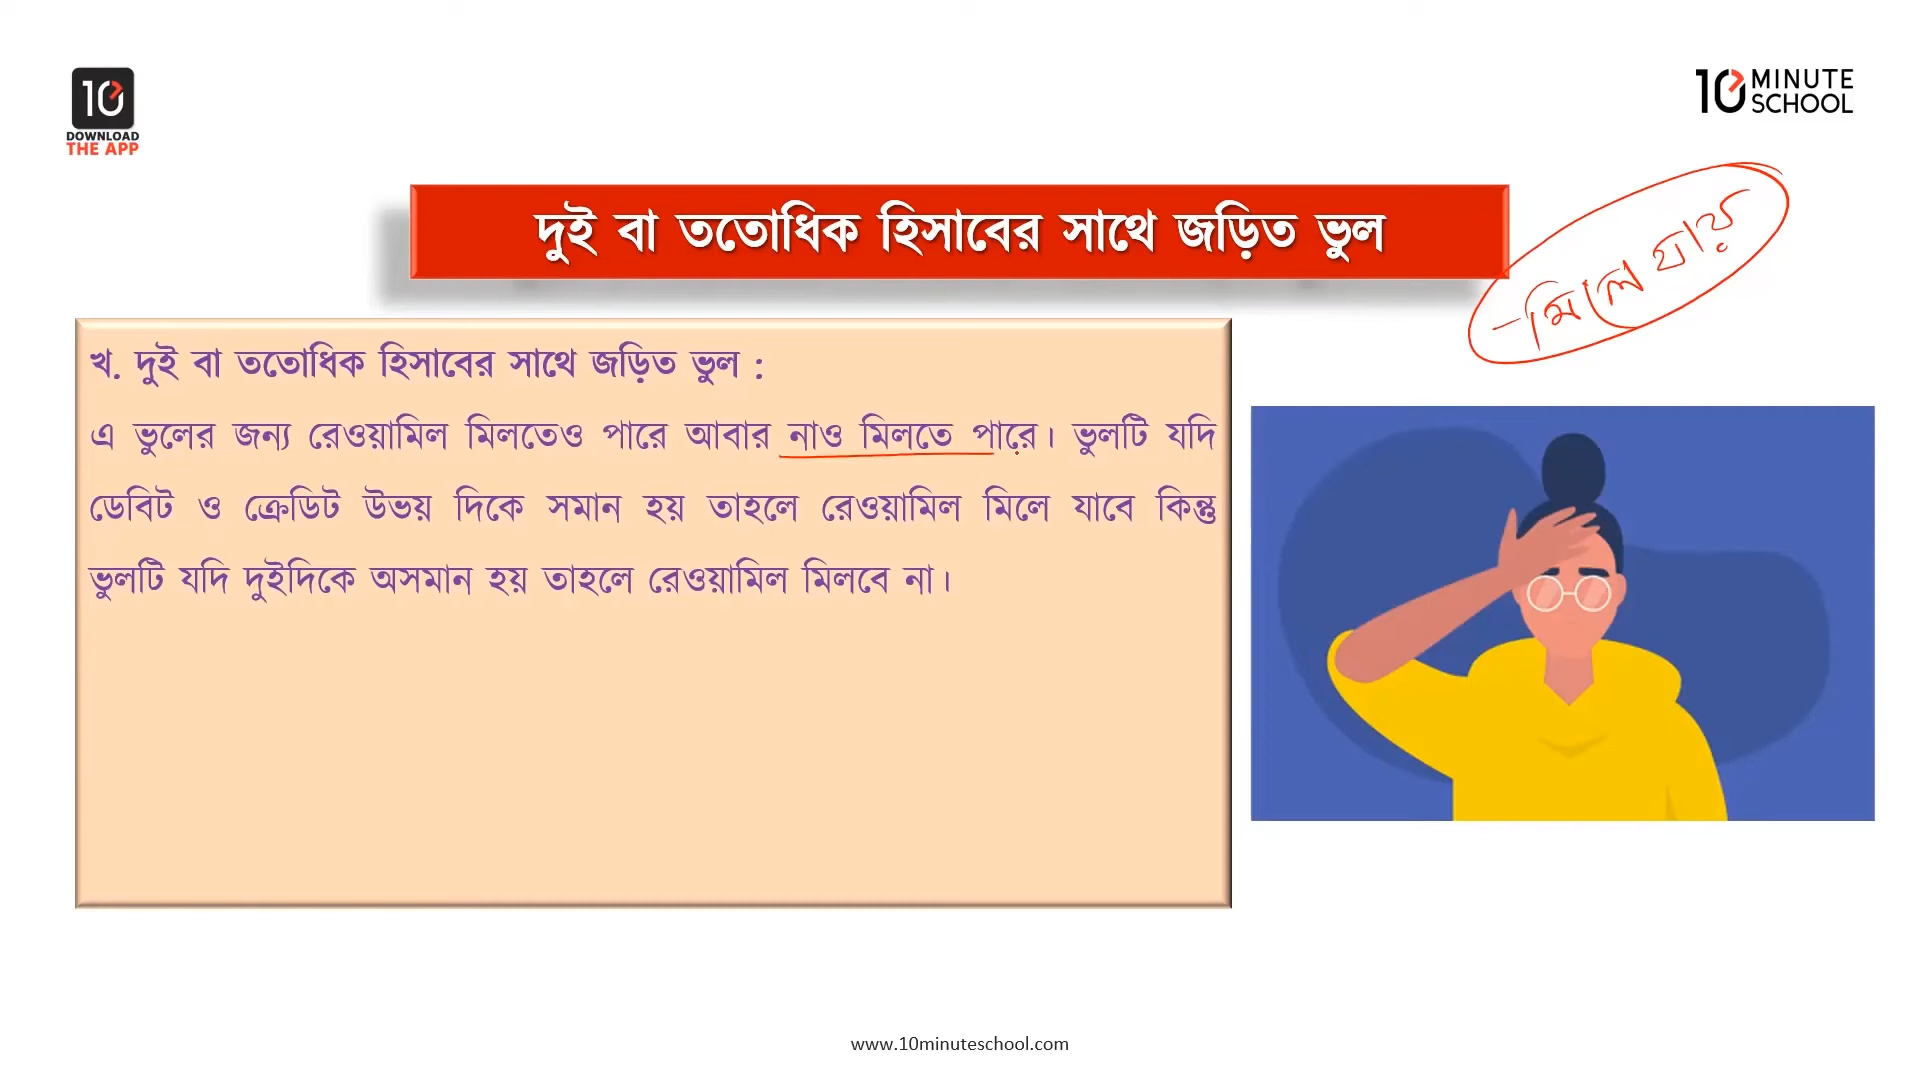 10
DOWNLOAD
THE APP
10 MINUTE
SCHOOL
দুই বা ততোধিক হিসাবের সাথে জড়িত ভুল
-মিলে যায়
খ. দুই বা ততোধিক হিসাবের সাথে জড়িত ভুল :
এ ভুলের জন্য রেওয়ামিল মিলতেও পারে আবার নাও মিলতে পারে। ভুলটি যদি
ডেবিট ও ক্রেডিট উভয় দিকে সমান হয় তাহলে রেওয়ামিল মিলে যাবে কিন্তু
ভুলটি যদি দুইদিকে অসমান হয় তাহলে রেওয়ামিল মিলবে না।
www.10minuteschool.com